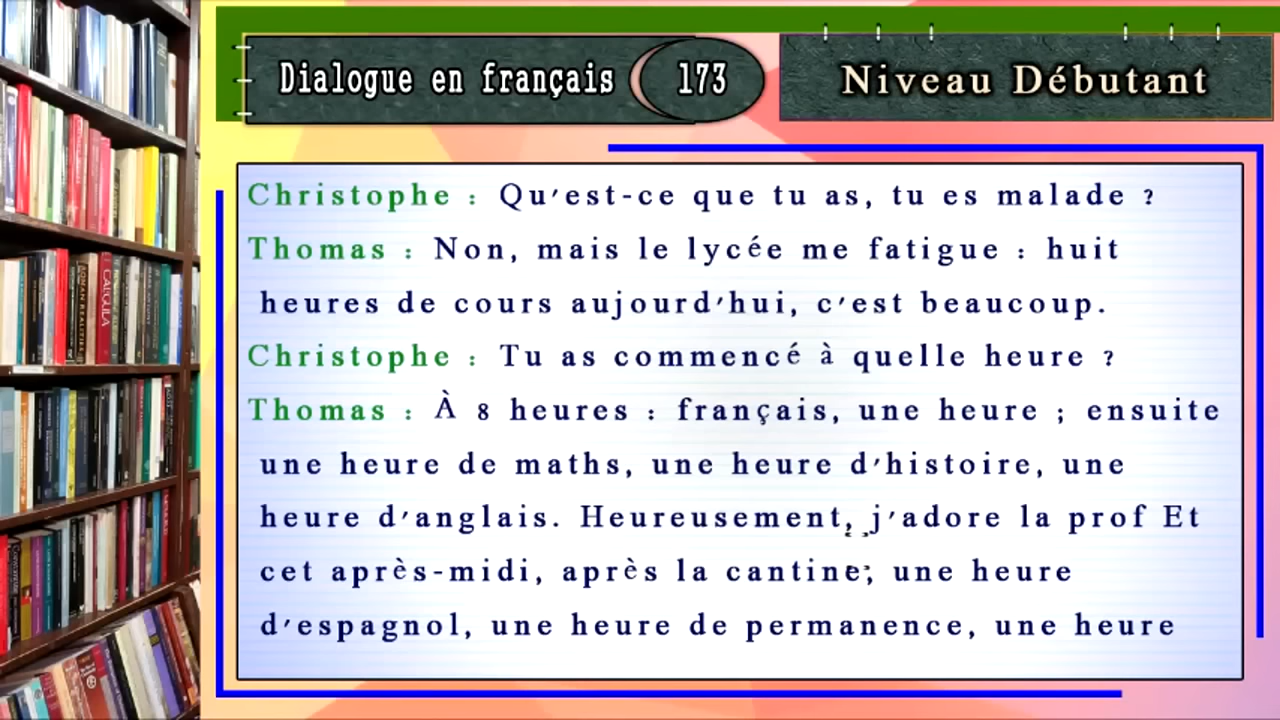 Dialogue en français 173
Niveau Débutant
Christophe : Qu'est-ce que tu as, tu es malade ?
Thomas : Non, mais le lycée me fatigue : huit
heures de cours aujourd'hui, c'est beaucoup.
Christophe : Tu as commencé à quelle heure ?
Thomas : À 8 heures : français, une heure ; ensuite
une heure de maths, une heure d'histoire, une
heure d'anglais. Heureusement, j'adore la prof Et
cet après-midi, après la cantine; une heure
d'espagnol, une heure de permanence, une heure